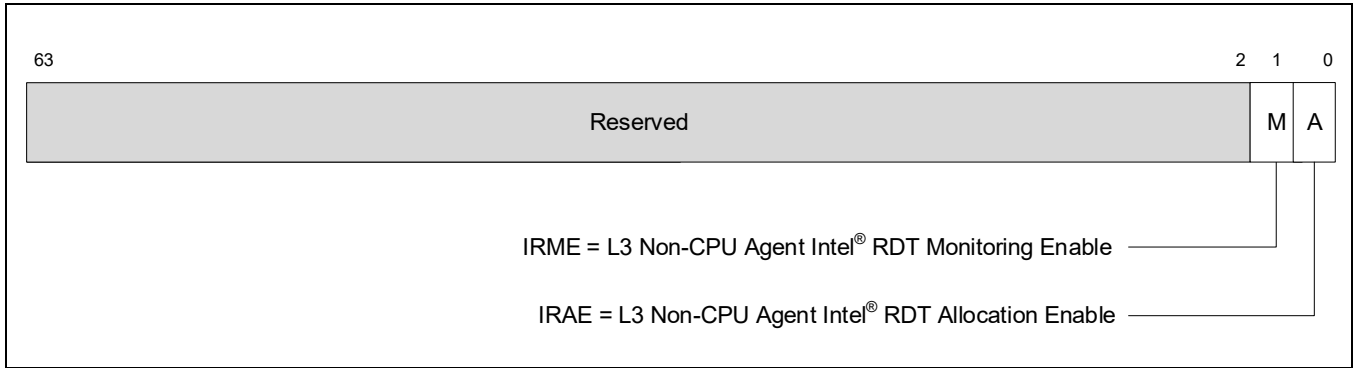 63 2 1 0
Reserved M A
IRME = L3 Non-CPU Agent Intel® RDT Monitoring Enable
IRAE = L3 Non-CPU Agent Intel® RDT Allocation Enable